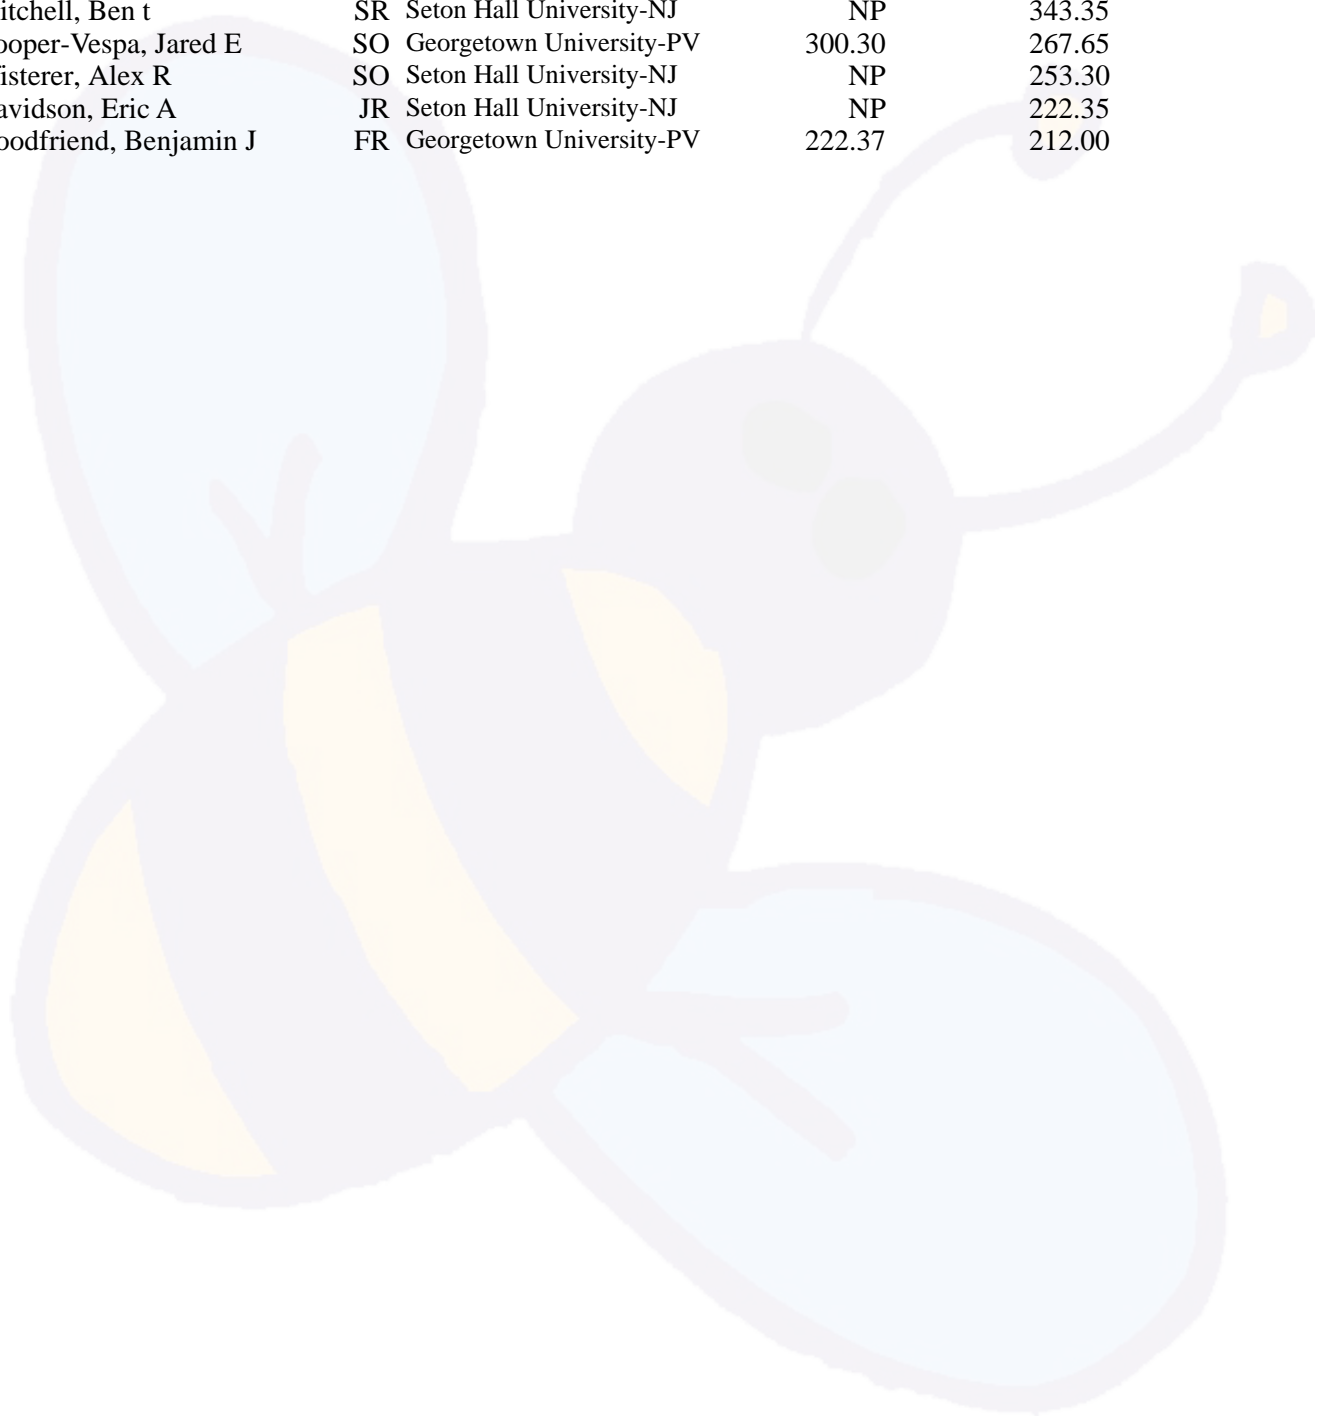 itchell, Ben t SR Seton Hall University-NJ NP 343.35
ooper-Vespa, Jared E SO Georgetown University-PV 300.30 267.65
fisterer, Alex R SO Seton Hall University-NJ NP 253.30
avidson, Eric A JR Seton Hall University-NJ NP 222.35
oodfriend, Benjamin J FR Georgetown University-PV 222.37 212.00